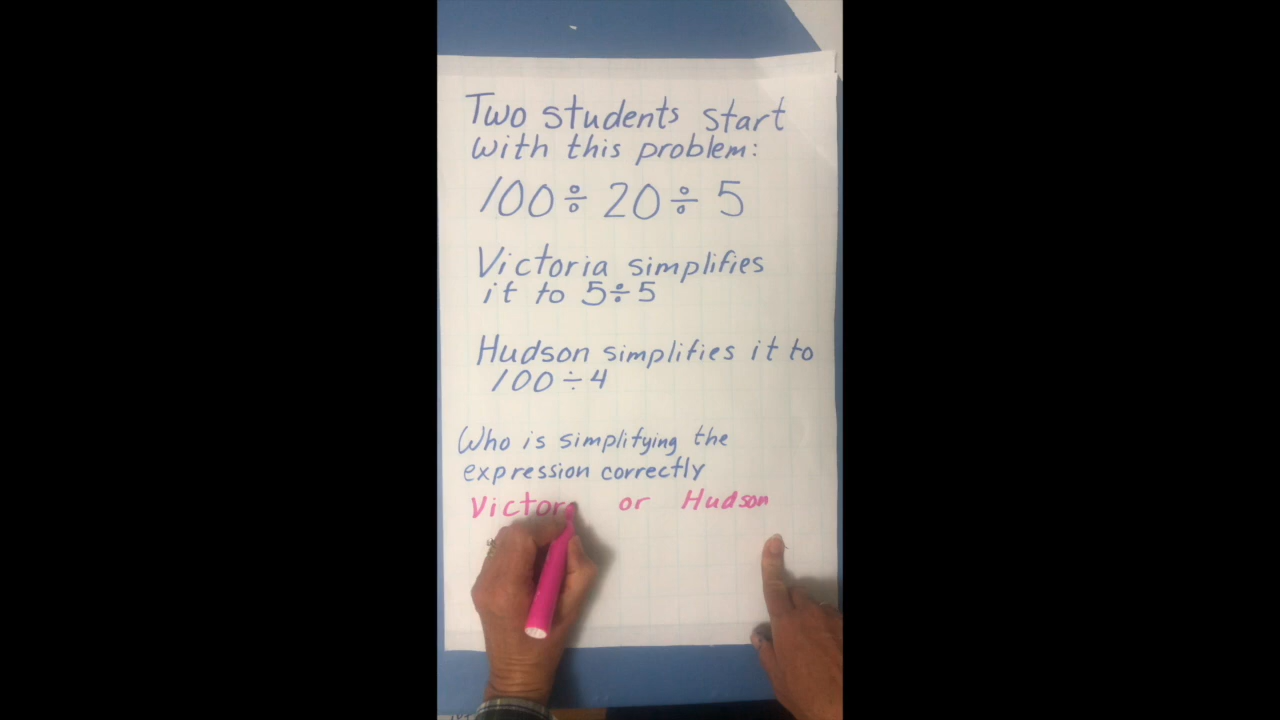 Two students start
with this problem:
100 ÷ 20 ÷ 5
Victoria simplifies
it to 5÷5
Hudson simplifies it to
100 ÷ 4
Who is simplifying the
expression correctly
Victor or Hudson